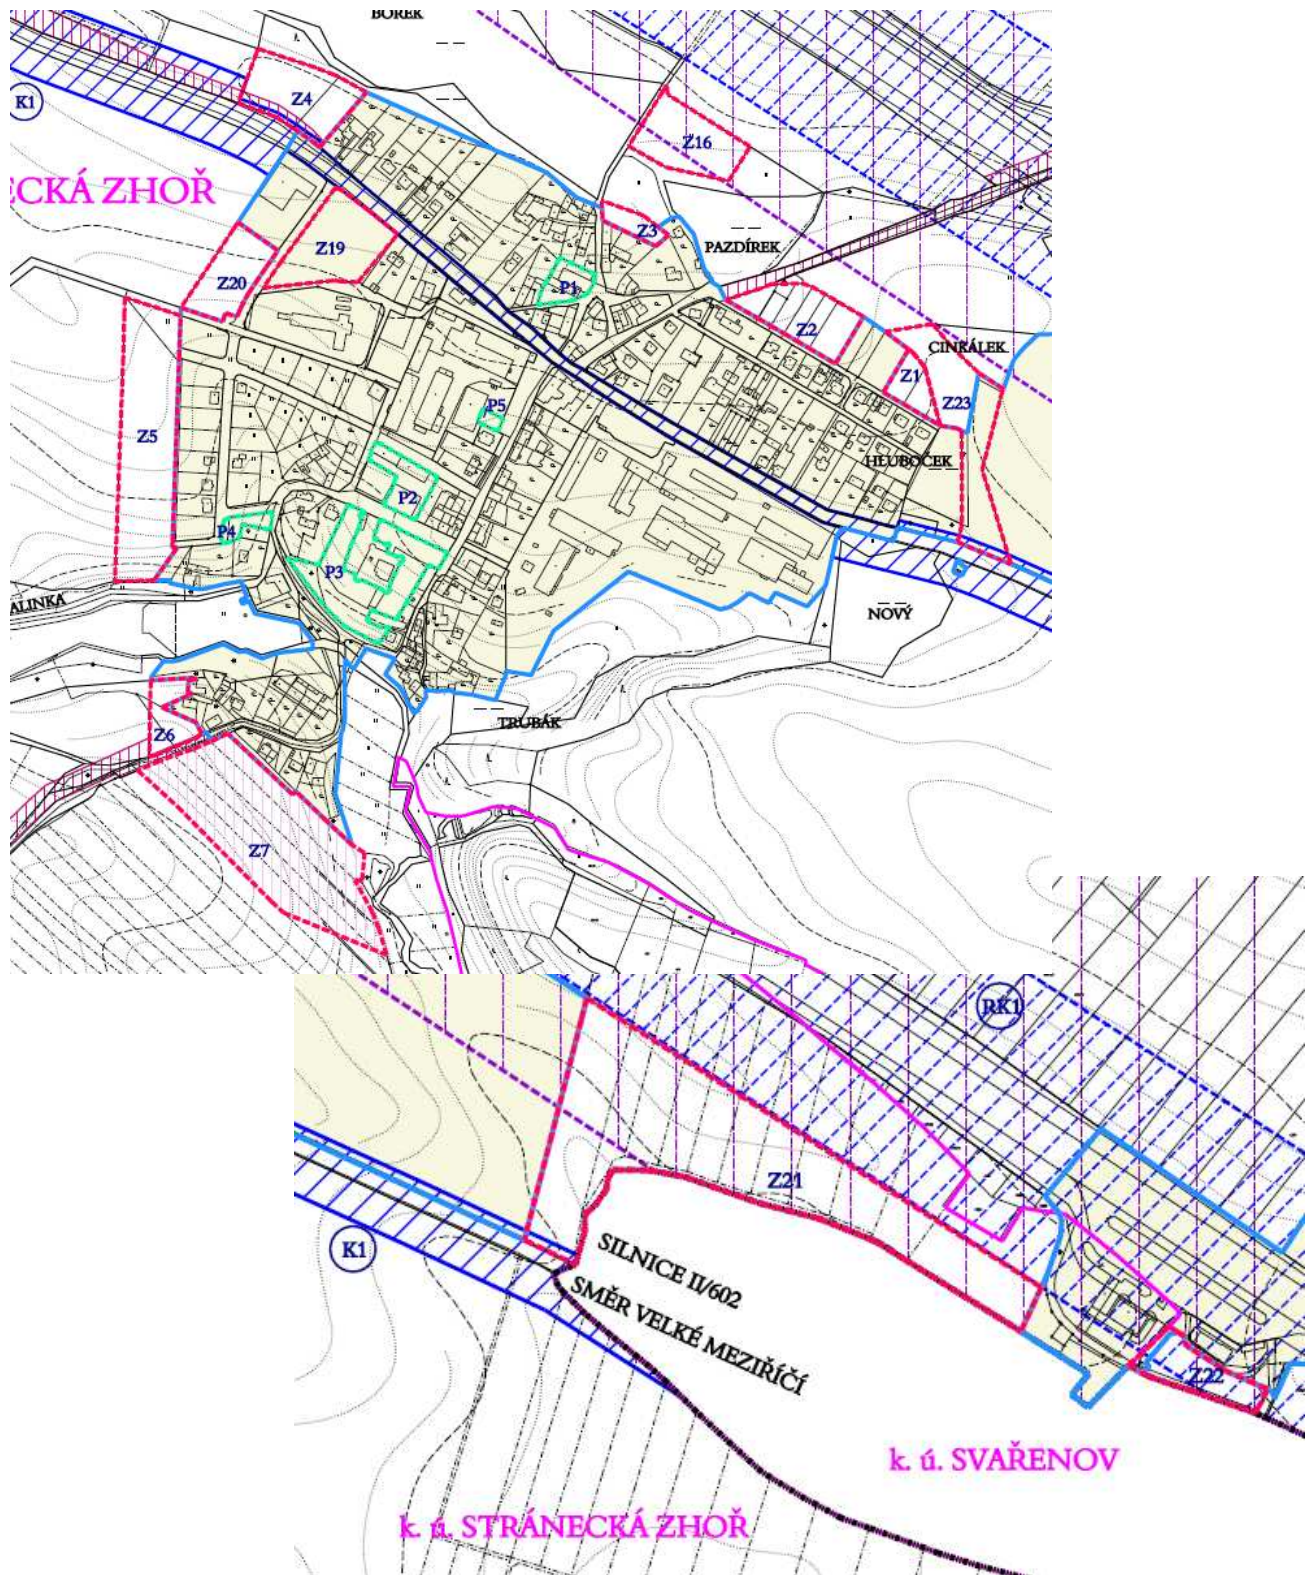 BOREK
K1
Z4
Z16
ECKÁ ZHOŘ
Z3
Z19
PAZDÍREK
Z20
P1
Z2
CINKÁLEK
Z1
Z23
P5
Z5
HLUBOČEK
P2
P4
P3
ALINKA
NOVÝ
TRUBÁK
Z6
Z7
RK1
Z21
K1
SILNICE II/602
SMĚR VELKÉ MEZIŘÍČÍ
Z22
k. ú. SVAŘENOV
k. ú. STRÁNECKÁ ZHOŘ